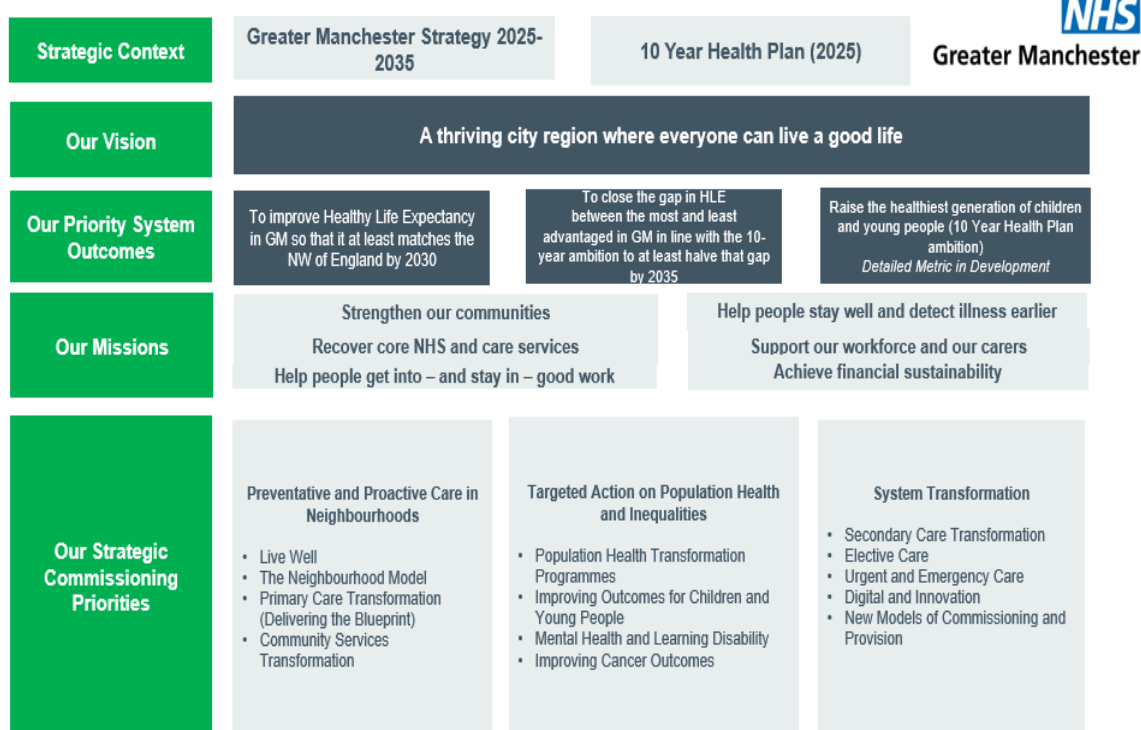 NHS
Greater Manchester
Strategic Context
Greater Manchester Strategy 2025-
2035
10 Year Health Plan (2025)
Our Vision
A thriving city region where everyone can live a good life
Our Priority System
Outcomes
To improve Healthy Life Expectancy
in GM so that it at least matches the
NW of England by 2030
To close the gap in HLE
between the most and least
advantaged in GM in line with the 10-
year ambition to at least halve that gap
by 2035
Raise the healthiest generation of children
and young people (10 Year Health Plan
ambition)
Detailed Metric in Development
Our Missions
Strengthen our communities
Recover core NHS and care services
Help people get into – and stay in – good work
Help people stay well and detect illness earlier
Support our workforce and our carers
Achieve financial sustainability
Our Strategic
Commissioning
Priorities
Preventative and Proactive Care in
Neighbourhoods
• Live Well
• The Neighbourhood Model
• Primary Care Transformation
(Delivering the Blueprint)
• Community Services
Transformation
Targeted Action on Population Health
and Inequalities
• Population Health Transformation
Programmes
• Improving Outcomes for Children and
Young People
• Mental Health and Learning Disability
• Improving Cancer Outcomes
System Transformation
• Secondary Care Transformation
• Elective Care
• Urgent and Emergency Care
• Digital and Innovation
• New Models of Commissioning and
Provision